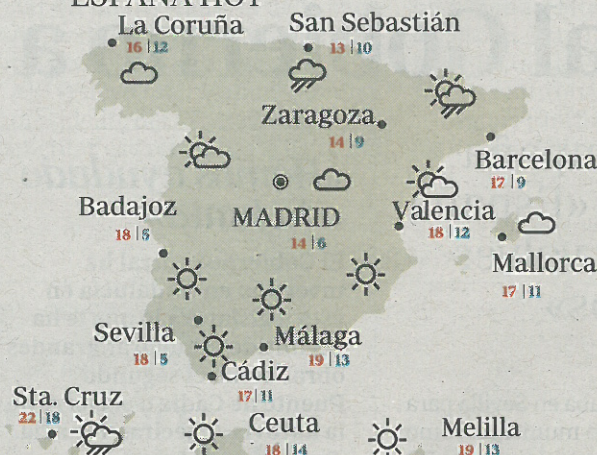 ESPAÑA HOY
La Coruña
16|12
San Sebastián
13|10
Zaragoza
14|9
Barcelona
17|9
Badajoz
18|5
MADRID
14|6
Valencia
18|12
Mallorca
17|11
Sevilla
18|5
Málaga
19|13
Cádiz
17|11
Sta. Cruz
22|18
Ceuta
18|14
Melilla
19|13